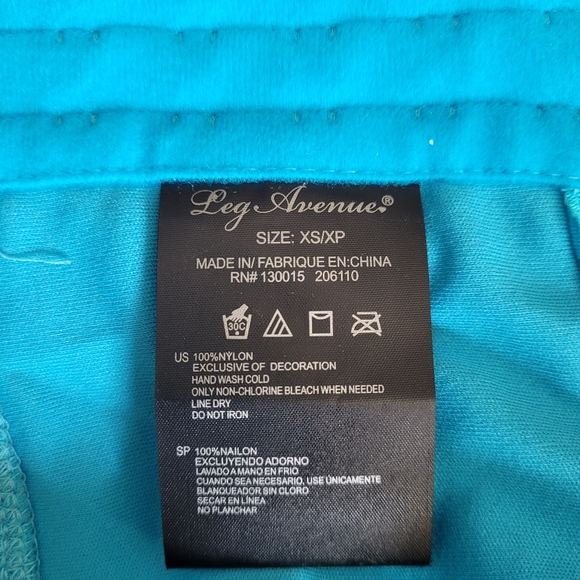 Leg Avenue®
SIZE: XS/XP
MADE IN/ FABRIQUE EN:CHINA
RN# 130015 206110
30C
US 100%NYLON
EXCLUSIVE OF DECORATION
HAND WASH COLD
ONLY NON-CHLORINE BLEACH WHEN NEEDED
LINE DRY
DO NOT IRON
SP 100%NAILON
EXCLUYENDO ADORNO
LAVADO A MANO EN FRIO
CUANDO SEA NECESARIO, USE ÚNICAMENTE
BLANQUEADOR SIN CLORO
SECAR EN LÍNEA
NO PLANCHAR